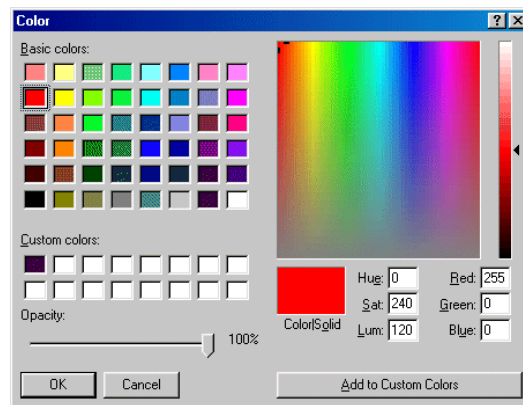 Color
Basic colors:
Custom colors:
Opacity:
100%
OK
Cancel
Color|Solid
Hue: 0
Sat: 240
Lum: 120
Red: 255
Green: 0
Blue: 0
Add to Custom Colors